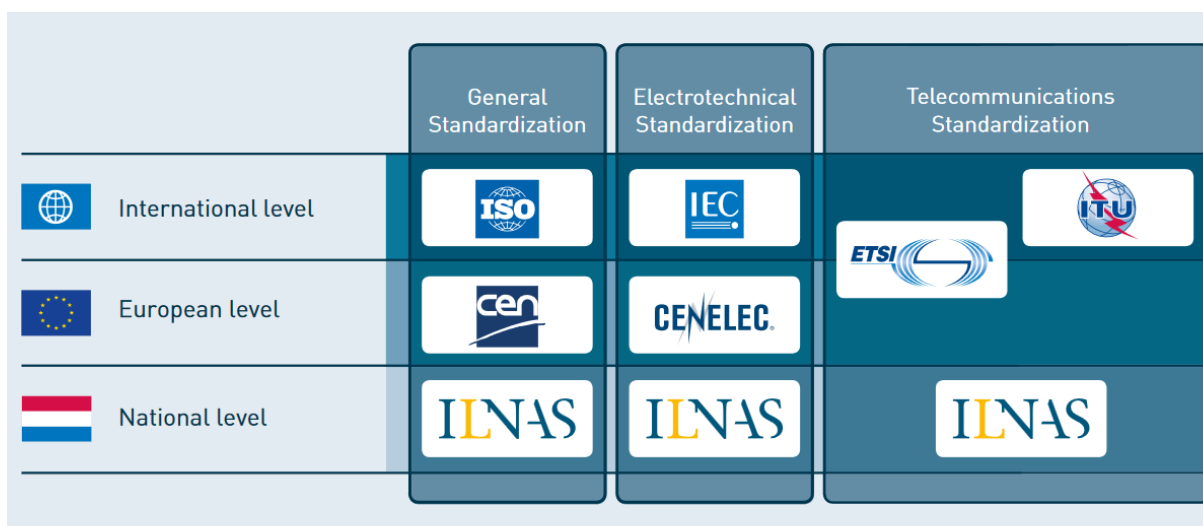 General
Standardization
Electrotechnical
Standardization
Telecommunications
Standardization
International level
ISO
IEC
ITU
ETSI
European level
cen
CENELEC®
National level
ILNAS
ILNAS
ILNAS